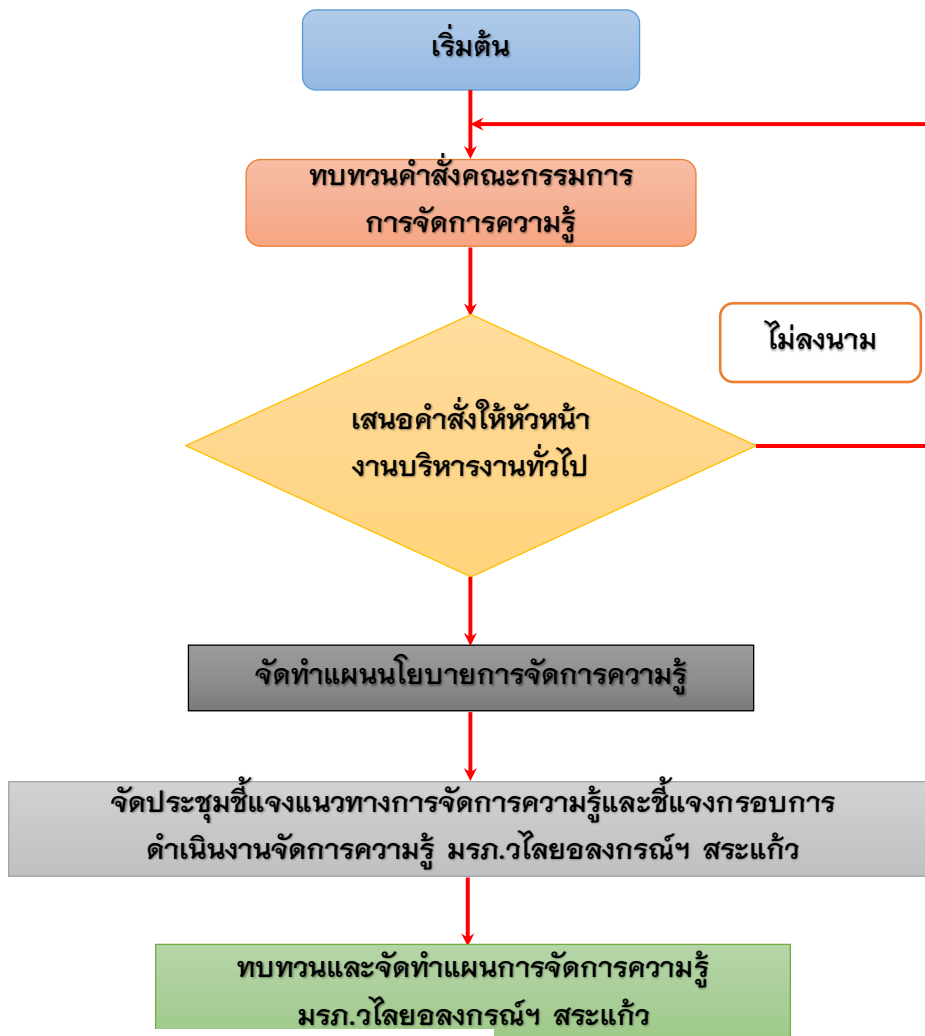 เริ่มต้น
ทบทวนคำสั่งคณะกรรมการ
การจัดการความรู้
ไม่ลงนาม
เสนอคำสั่งให้หัวหน้า
งานบริหารงานทั่วไป
จัดทำแผนนโยบายการจัดการความรู้
จัดประชุมชี้แจงแนวทางการจัดการความรู้และชี้แจงกรอบการ
ดำเนินงานจัดการความรู้ มรภ.วไลยอลงกรณ์ฯ สระแก้ว
ทบทวนและจัดทำแผนการจัดการความรู้
มรภ.วไลยอลงกรณ์ฯ สระแก้ว